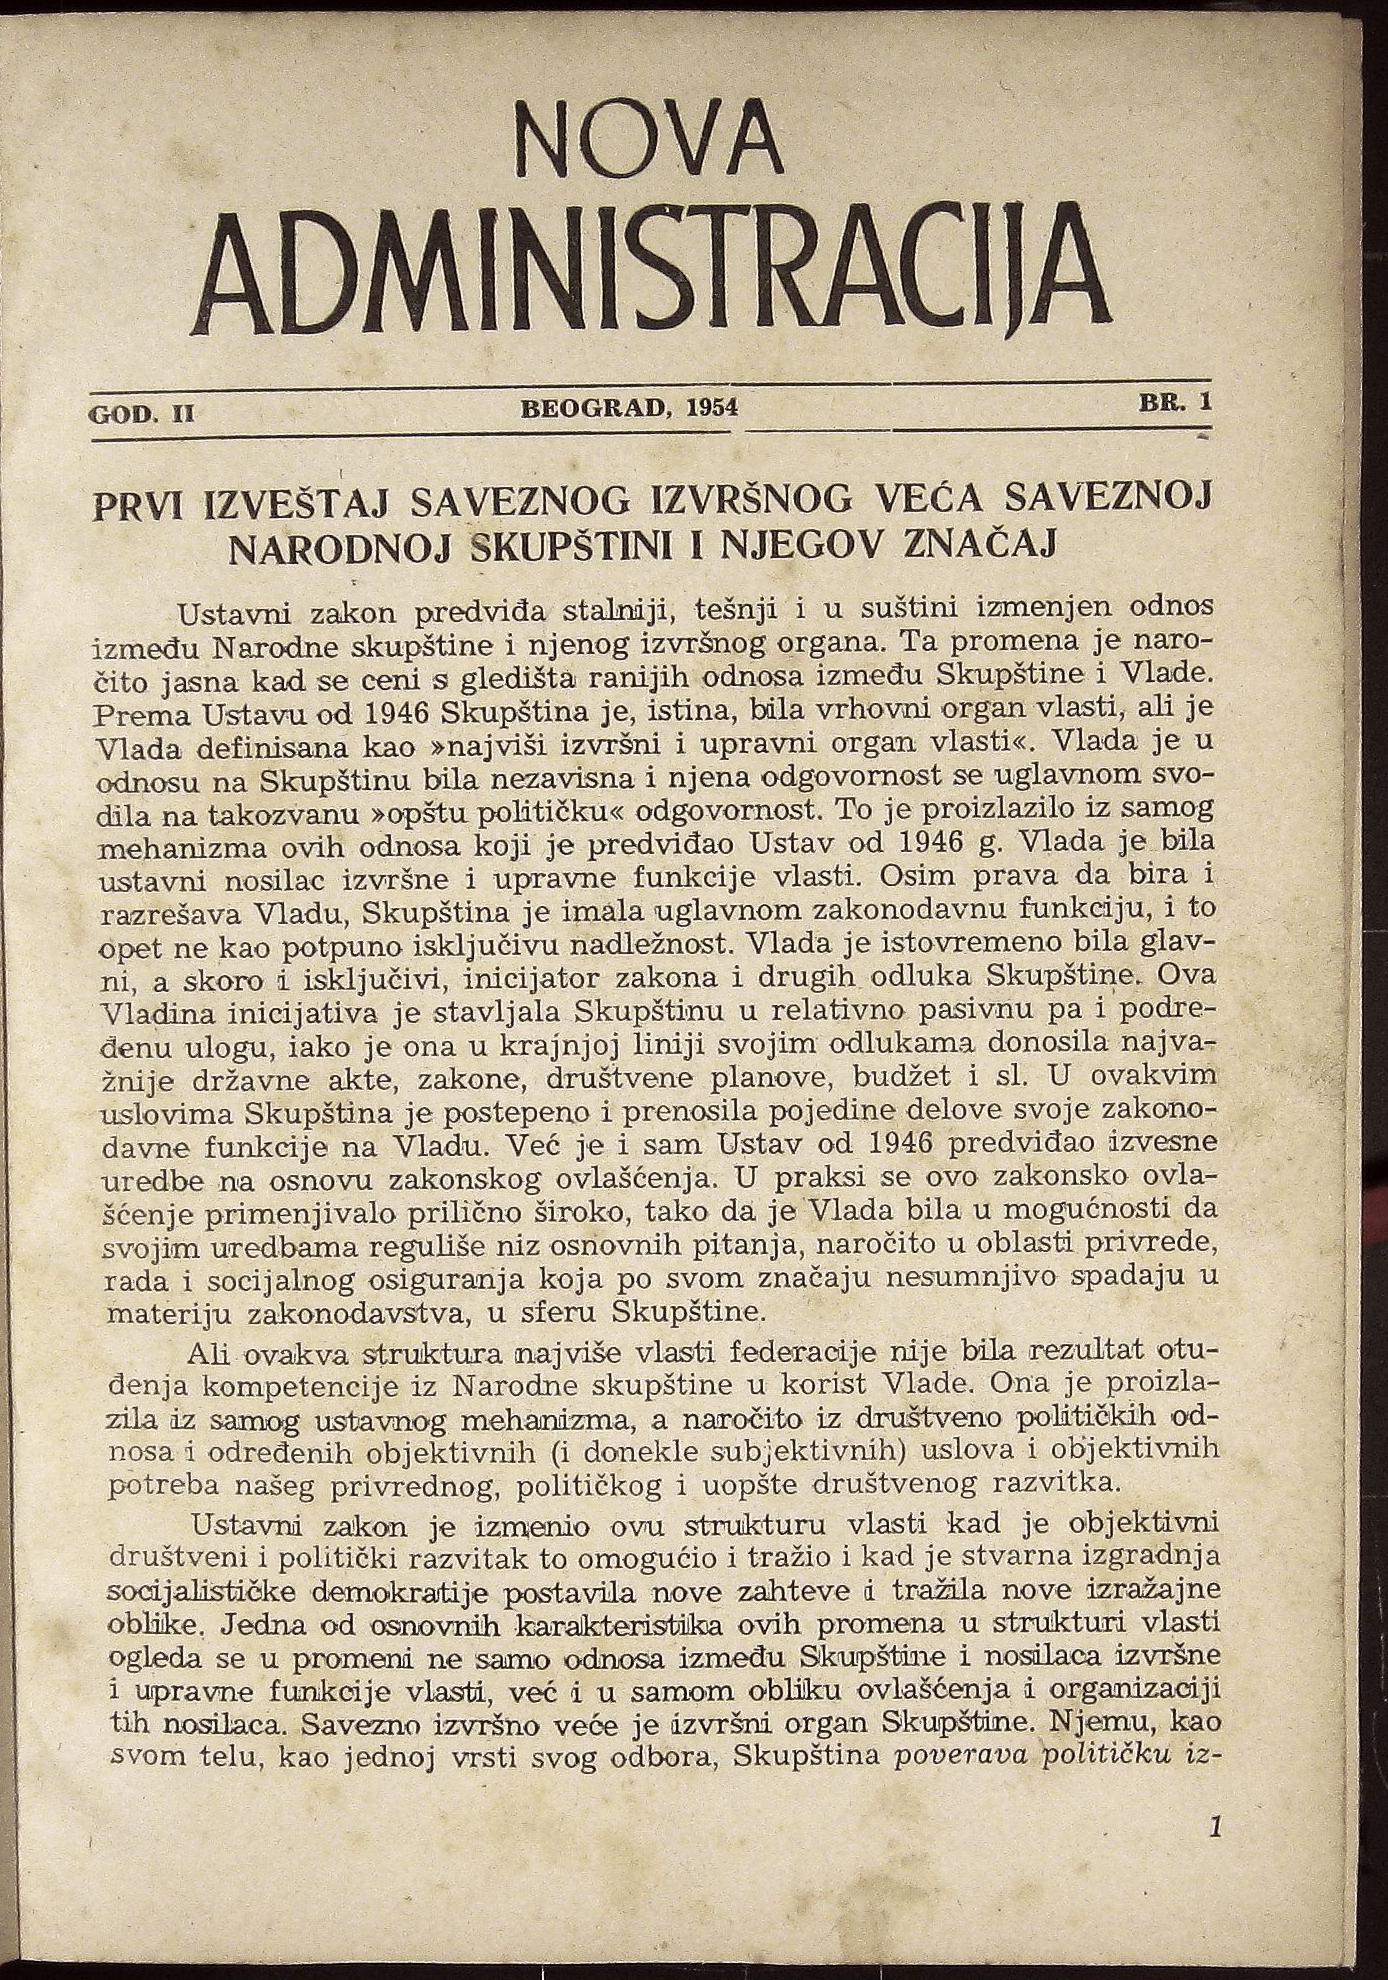 NOVA
ADMINISTRACIJA
GOD. II BEOGRAD, 1954 BR. 1
PRVI IZVEŠTAJ SAVEZNOG IZVRŠNOG VEĆA SAVEZNOJ
NARODNOJ SKUPŠTINI I NJEGOV ZNAČAJ
Ustavni zakon predviđa stalniji, tešnji i u suštini izmenjen odnos
između Narodne skupštine i njenog izvršnog organa. Ta promena je naro-
čito jasna kad se ceni s gledišta ranijih odnosa između Skupštine i Vlade.
Prema Ustavu od 1946 Skupština je, istina, bila vrhovni organ vlasti, ali je
Vlada definisana kao »najviši izvršni i upravni organ vlasti«. Vlada je u
odnosu na Skupštinu bila nezavisna i njena odgovornost se uglavnom svo-
dila na takozvanu »opštu političku« odgovornost. To je proizlazilo iz samog
mehanizma ovih odnosa koji je predviđao Ustav od 1946 g. Vlada je bila
ustavni nosilac izvršne i upravne funkcije vlasti. Osim prava da bira i
razrešava Vladu, Skupština je imala uglavnom zakonodavnu funkciju, i to
opet ne kao potpuno isključivu nadležnost. Vlada je istovremeno bila glav-
ni, a skoro i isključivi, inicijator zakona i drugih odluka Skupštine. Ova
Vladina inicijativa je stavljala Skupštinu u relativno pasivnu pa i podre-
đenu ulogu, iako je ona u krajnjoj liniji svojim odlukama donosila najva-
žnije državne akte, zakone, društvene planove, budžet i sl. U ovakvim
uslovima Skupština je postepeno i prenosila pojedine delove svoje zakono-
davne funkcije na Vladu. Već je i sam Ustav od 1946 predviđao izvesne
uredbe na osnovu zakonskog ovlašćenja. U praksi se ovo zakonsko ovla-
šćenje primenjivalo prilično široko, tako da je Vlada bila u mogućnosti da
svojim uredbama reguliše niz osnovnih pitanja, naročito u oblasti privrede,
rada i socijalnog osiguranja koja po svom značaju nesumnjivo spadaju u
materiju zakonodavstva, u sferu Skupštine.
Ali ovakva struktura najviše vlasti federacije nije bila rezultat otu-
đenja kompetencije iz Narodne skupštine u korist Vlade. Ona je proizla-
zila iz samog ustavnog mehanizma, a naročito iz društveno političkih od-
nosa i određenih objektivnih (i donekle subjektivnih) uslova i objektivnih
potreba našeg privrednog, političkog i uopšte društvenog razvitka.
Ustavni zakon je izmenio ovu strukturu vlasti kad je objektivni
društveni i politički razvitak to omogućio i tražio i kad je stvarna izgradnja
socijalističke demokratije postavila nove zahteve i tražila nove izražajne
oblike. Jedna od osnovnih karakteristika ovih promena u strukturi vlasti
ogleda se u promeni ne samo odnosa između Skupštine i nosilaca izvršne
i upravne funkcije vlasti, već i u samom obliku ovlašćenja i organizaciji
tih nosilaca. Savezno izvršno veće je izvršni organ Skupštine. Njemu, kao
svom telu, kao jednoj vrsti svog odbora, Skupština poverava političku iz-
1